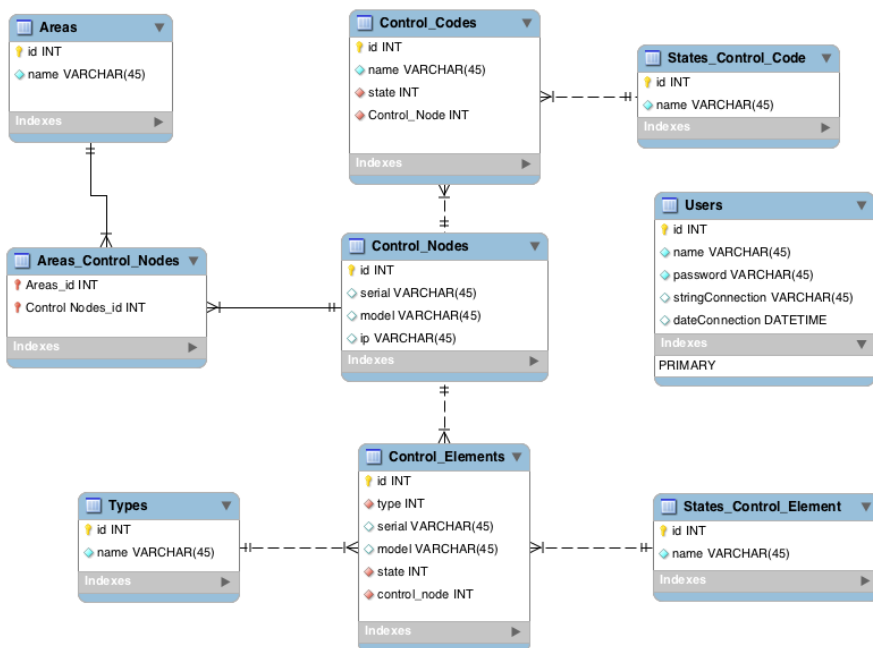 Areas
id INT
name VARCHAR(45)
Indexes
Control_Codes
id INT
name VARCHAR(45)
state INT
Control_Node INT
Indexes
States_Control_Code
id INT
name VARCHAR(45)
Indexes
Areas_Control_Nodes
Areas_id INT
Control Nodes_id INT
Indexes
Control_Nodes
id INT
serial VARCHAR(45)
model VARCHAR(45)
ip VARCHAR(45)
Indexes
Users
id INT
name VARCHAR(45)
password VARCHAR(45)
stringConnection VARCHAR(45)
dateConnection DATETIME
Indexes
PRIMARY
Types
id INT
name VARCHAR(45)
Indexes
Control_Elements
id INT
type INT
serial VARCHAR(45)
model VARCHAR(45)
state INT
control_node INT
Indexes
States_Control_Element
id INT
name VARCHAR(45)
Indexes